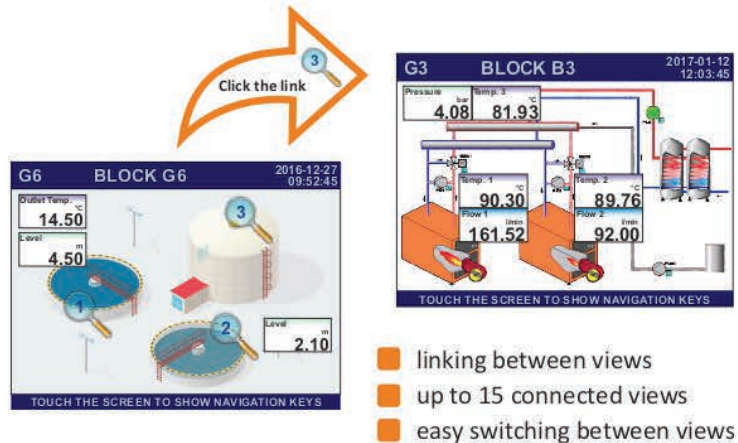 3
Click the link
G6 BLOCK G6 2016-12-27
09:52:45
Outlet Temp.
°C
14.50
Level
m
4.50
3
1
2
Level
m
2.10
TOUCH THE SCREEN TO SHOW NAVIGATION KEYS
G3 BLOCK B3 2017-01-12
12:03:45
Pressure
bar
4.08
Temp. 3
°C
81.93
Temp. 1
°C
90.30
Flow 1
l/min
161.52
Temp. 2
°C
89.76
Flow 2
l/min
92.00
TOUCH THE SCREEN TO SHOW NAVIGATION KEYS
linking between views
up to 15 connected views
easy switching between views